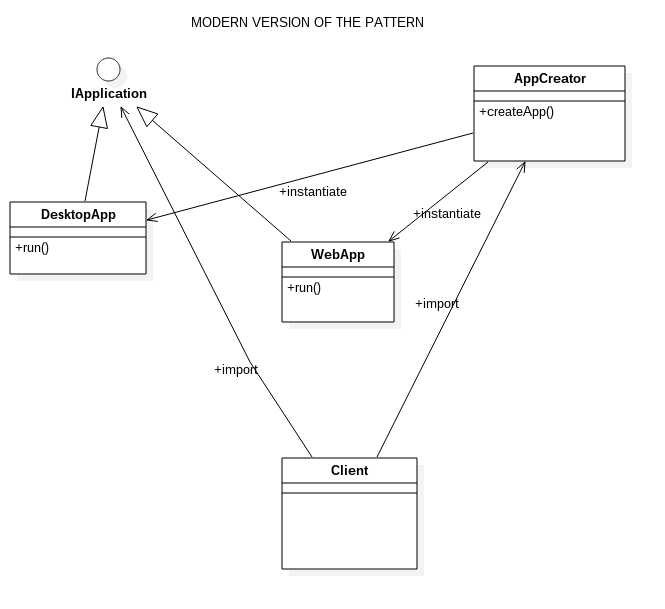 MODERN VERSION OF THE PATTERN
IApplication
AppCreator
+createApp()
+instantiate
DesktopApp
+run()
+instantiate
WebApp
+run()
+import
+import
Client